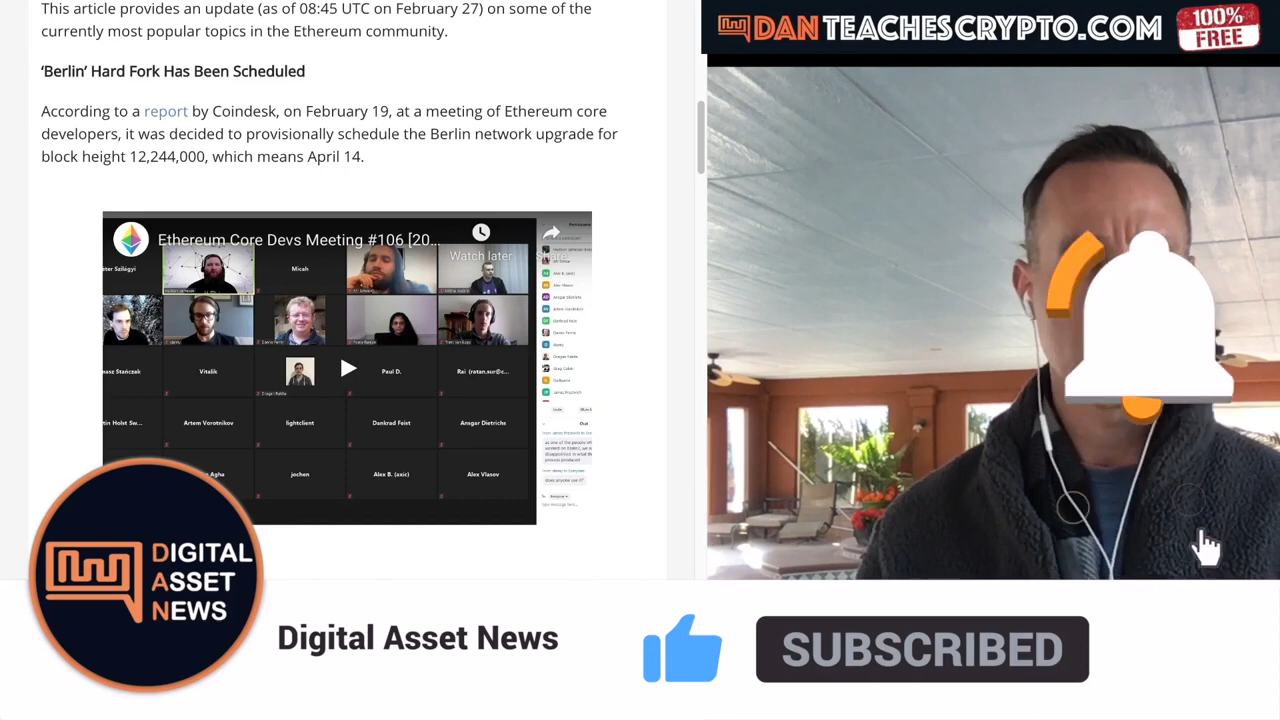 This article provides an update (as of 08:45 UTC on February 27) on some of the
currently most popular topics in the Ethereum community.
‘Berlin’ Hard Fork Has Been Scheduled
According to a report by Coindesk, on February 19, at a meeting of Ethereum core
developers, it was decided to provisionally schedule the Berlin network upgrade for
block height 12,244,000, which means April 14.
DANTEACHESCRYPTO.COM
100%
FREE
Ethereum Core Devs Meeting #106 [20...
Watch later
Share
Micah
Vitalik
Paul D.
Rai (ratan.sur@c...
Artem Vorotnikov
lightclient
Dankrad Feist
Ansgar Dietrichs
jochen
Alex B. (axic)
Alex Vlasov
DIGITAL
ASSET
NEWS
Digital Asset News
SUBSCRIBED